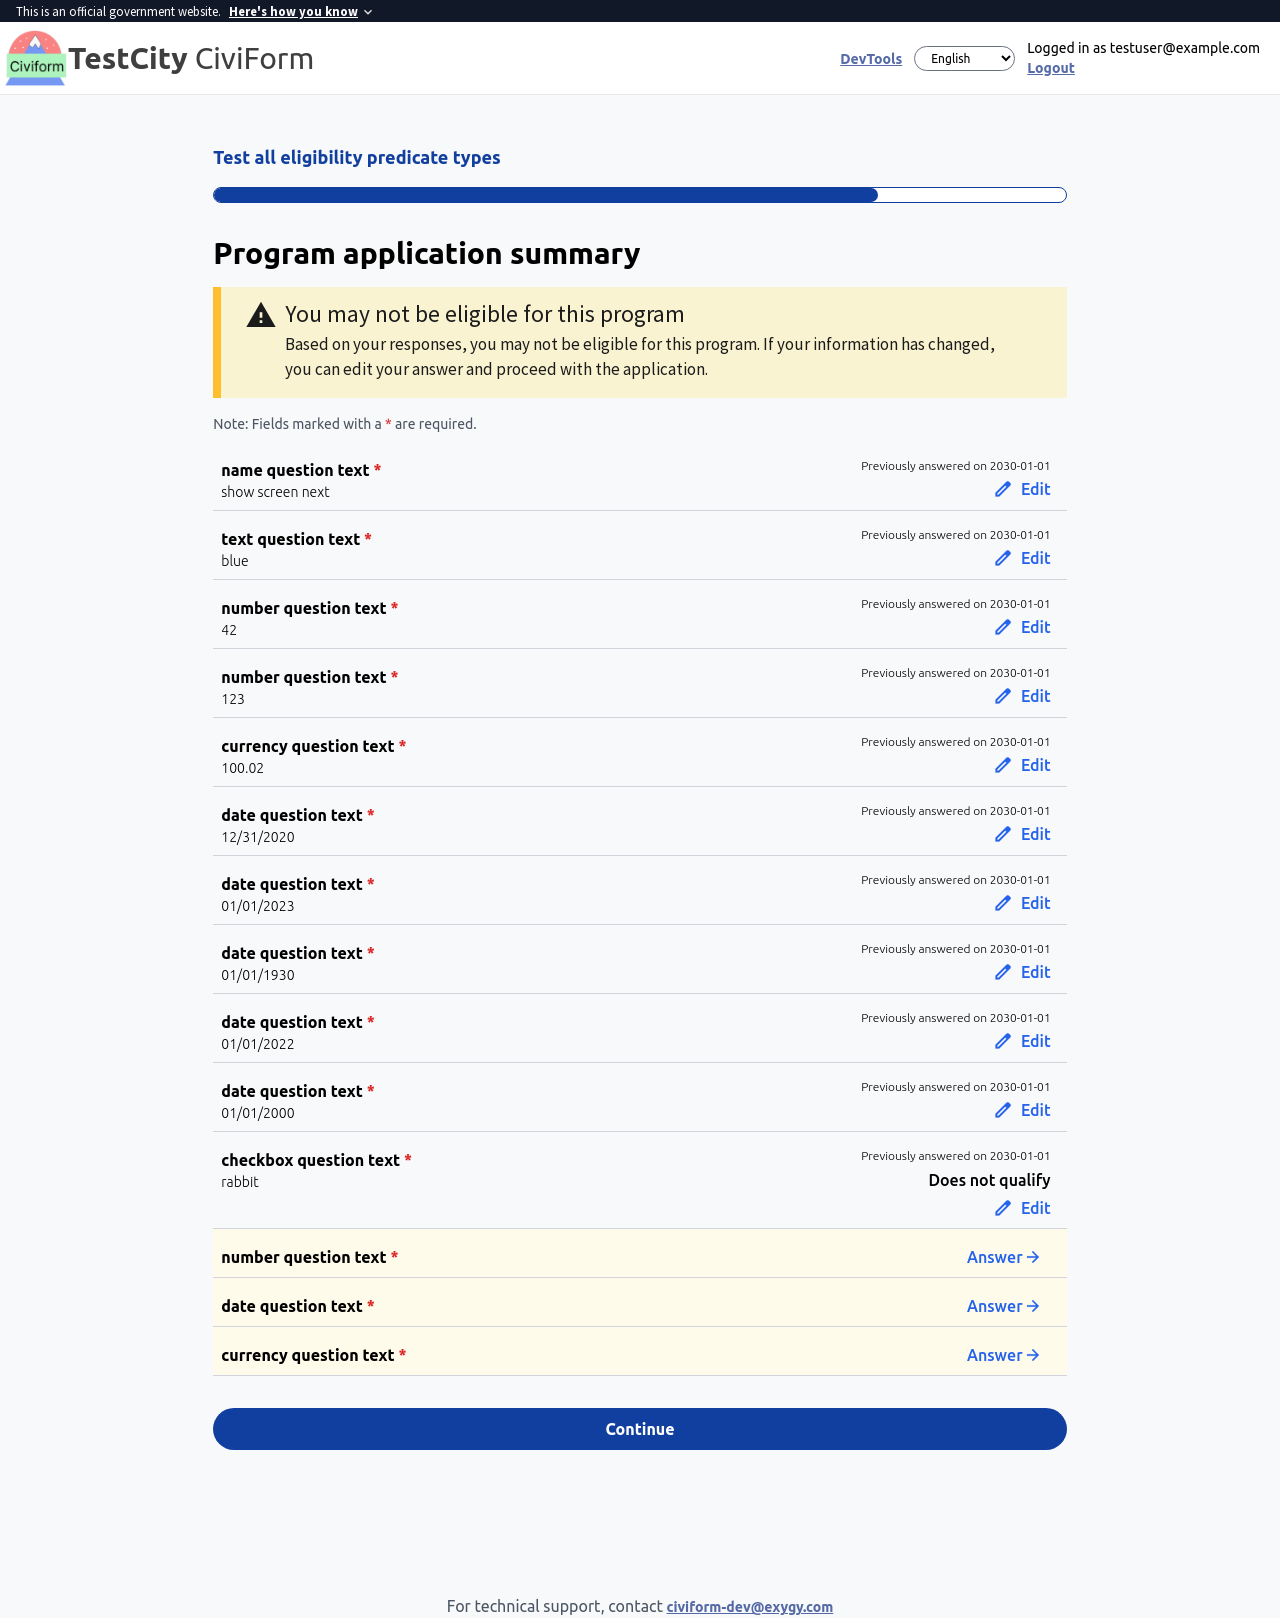 This is an official government website. Here's how you know
Civiform
TestCity CiviForm
DevTools
English
Logged in as testuser@example.com
Logout
Test all eligibility predicate types
Program application summary
You may not be eligible for this program
Based on your responses, you may not be eligible for this program. If your information has changed,
you can edit your answer and proceed with the application.
Note: Fields marked with a * are required.
name question text *
show screen next
Previously answered on 2030-01-01
Edit
text question text *
blue
Previously answered on 2030-01-01
Edit
number question text *
42
Previously answered on 2030-01-01
Edit
number question text *
123
Previously answered on 2030-01-01
Edit
currency question text *
100.02
Previously answered on 2030-01-01
Edit
date question text *
12/31/2020
Previously answered on 2030-01-01
Edit
date question text *
01/01/2023
Previously answered on 2030-01-01
Edit
date question text *
01/01/1930
Previously answered on 2030-01-01
Edit
date question text *
01/01/2022
Previously answered on 2030-01-01
Edit
date question text *
01/01/2000
Previously answered on 2030-01-01
Edit
checkbox question text *
rabbit
Previously answered on 2030-01-01
Does not qualify
Edit
number question text *
Answer
date question text *
Answer
currency question text *
Answer
Continue
For technical support, contact civiform-dev@exygy.com